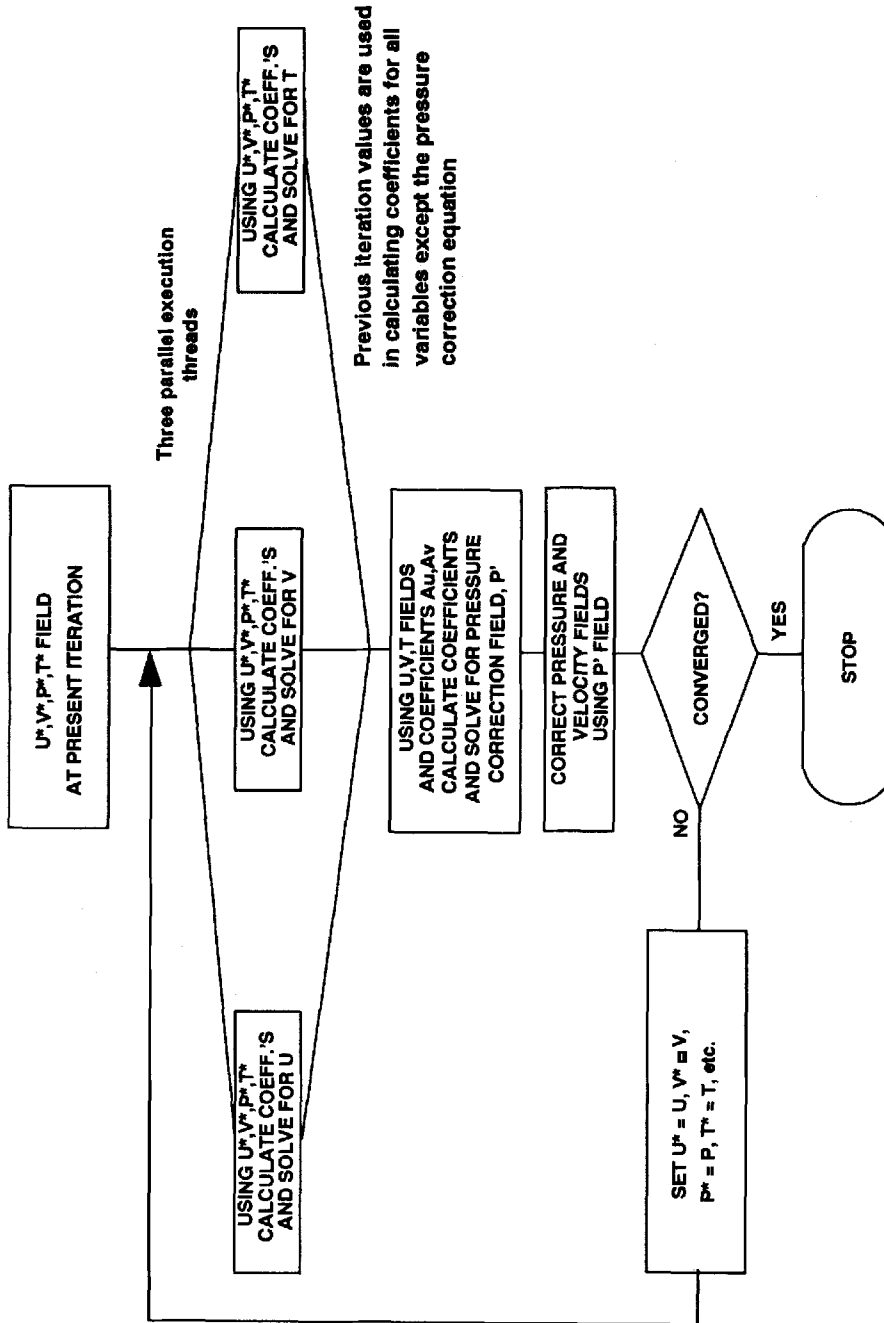 U*,V*,P*,T* FIELD
AT PRESENT ITERATION
Three parallel execution
threads
USING U*,V*,P*,T*
CALCULATE COEFF.'S
AND SOLVE FOR U
USING U*,V*,P*,T*
CALCULATE COEFF.'S
AND SOLVE FOR V
USING U*,V*,P*,T*
CALCULATE COEFF.'S
AND SOLVE FOR T
Previous iteration values are used
in calculating coefficients for all
variables except the pressure
correction equation
USING U,V,T FIELDS
AND COEFFICIENTS Au,Av
CALCULATE COEFFICIENTS
AND SOLVE FOR PRESSURE
CORRECTION FIELD, P'
CORRECT PRESSURE AND
VELOCITY FIELDS
USING P' FIELD
CONVERGED?
NO
YES
SET U* = U, V* = V,
P* = P, T* = T, etc.
STOP